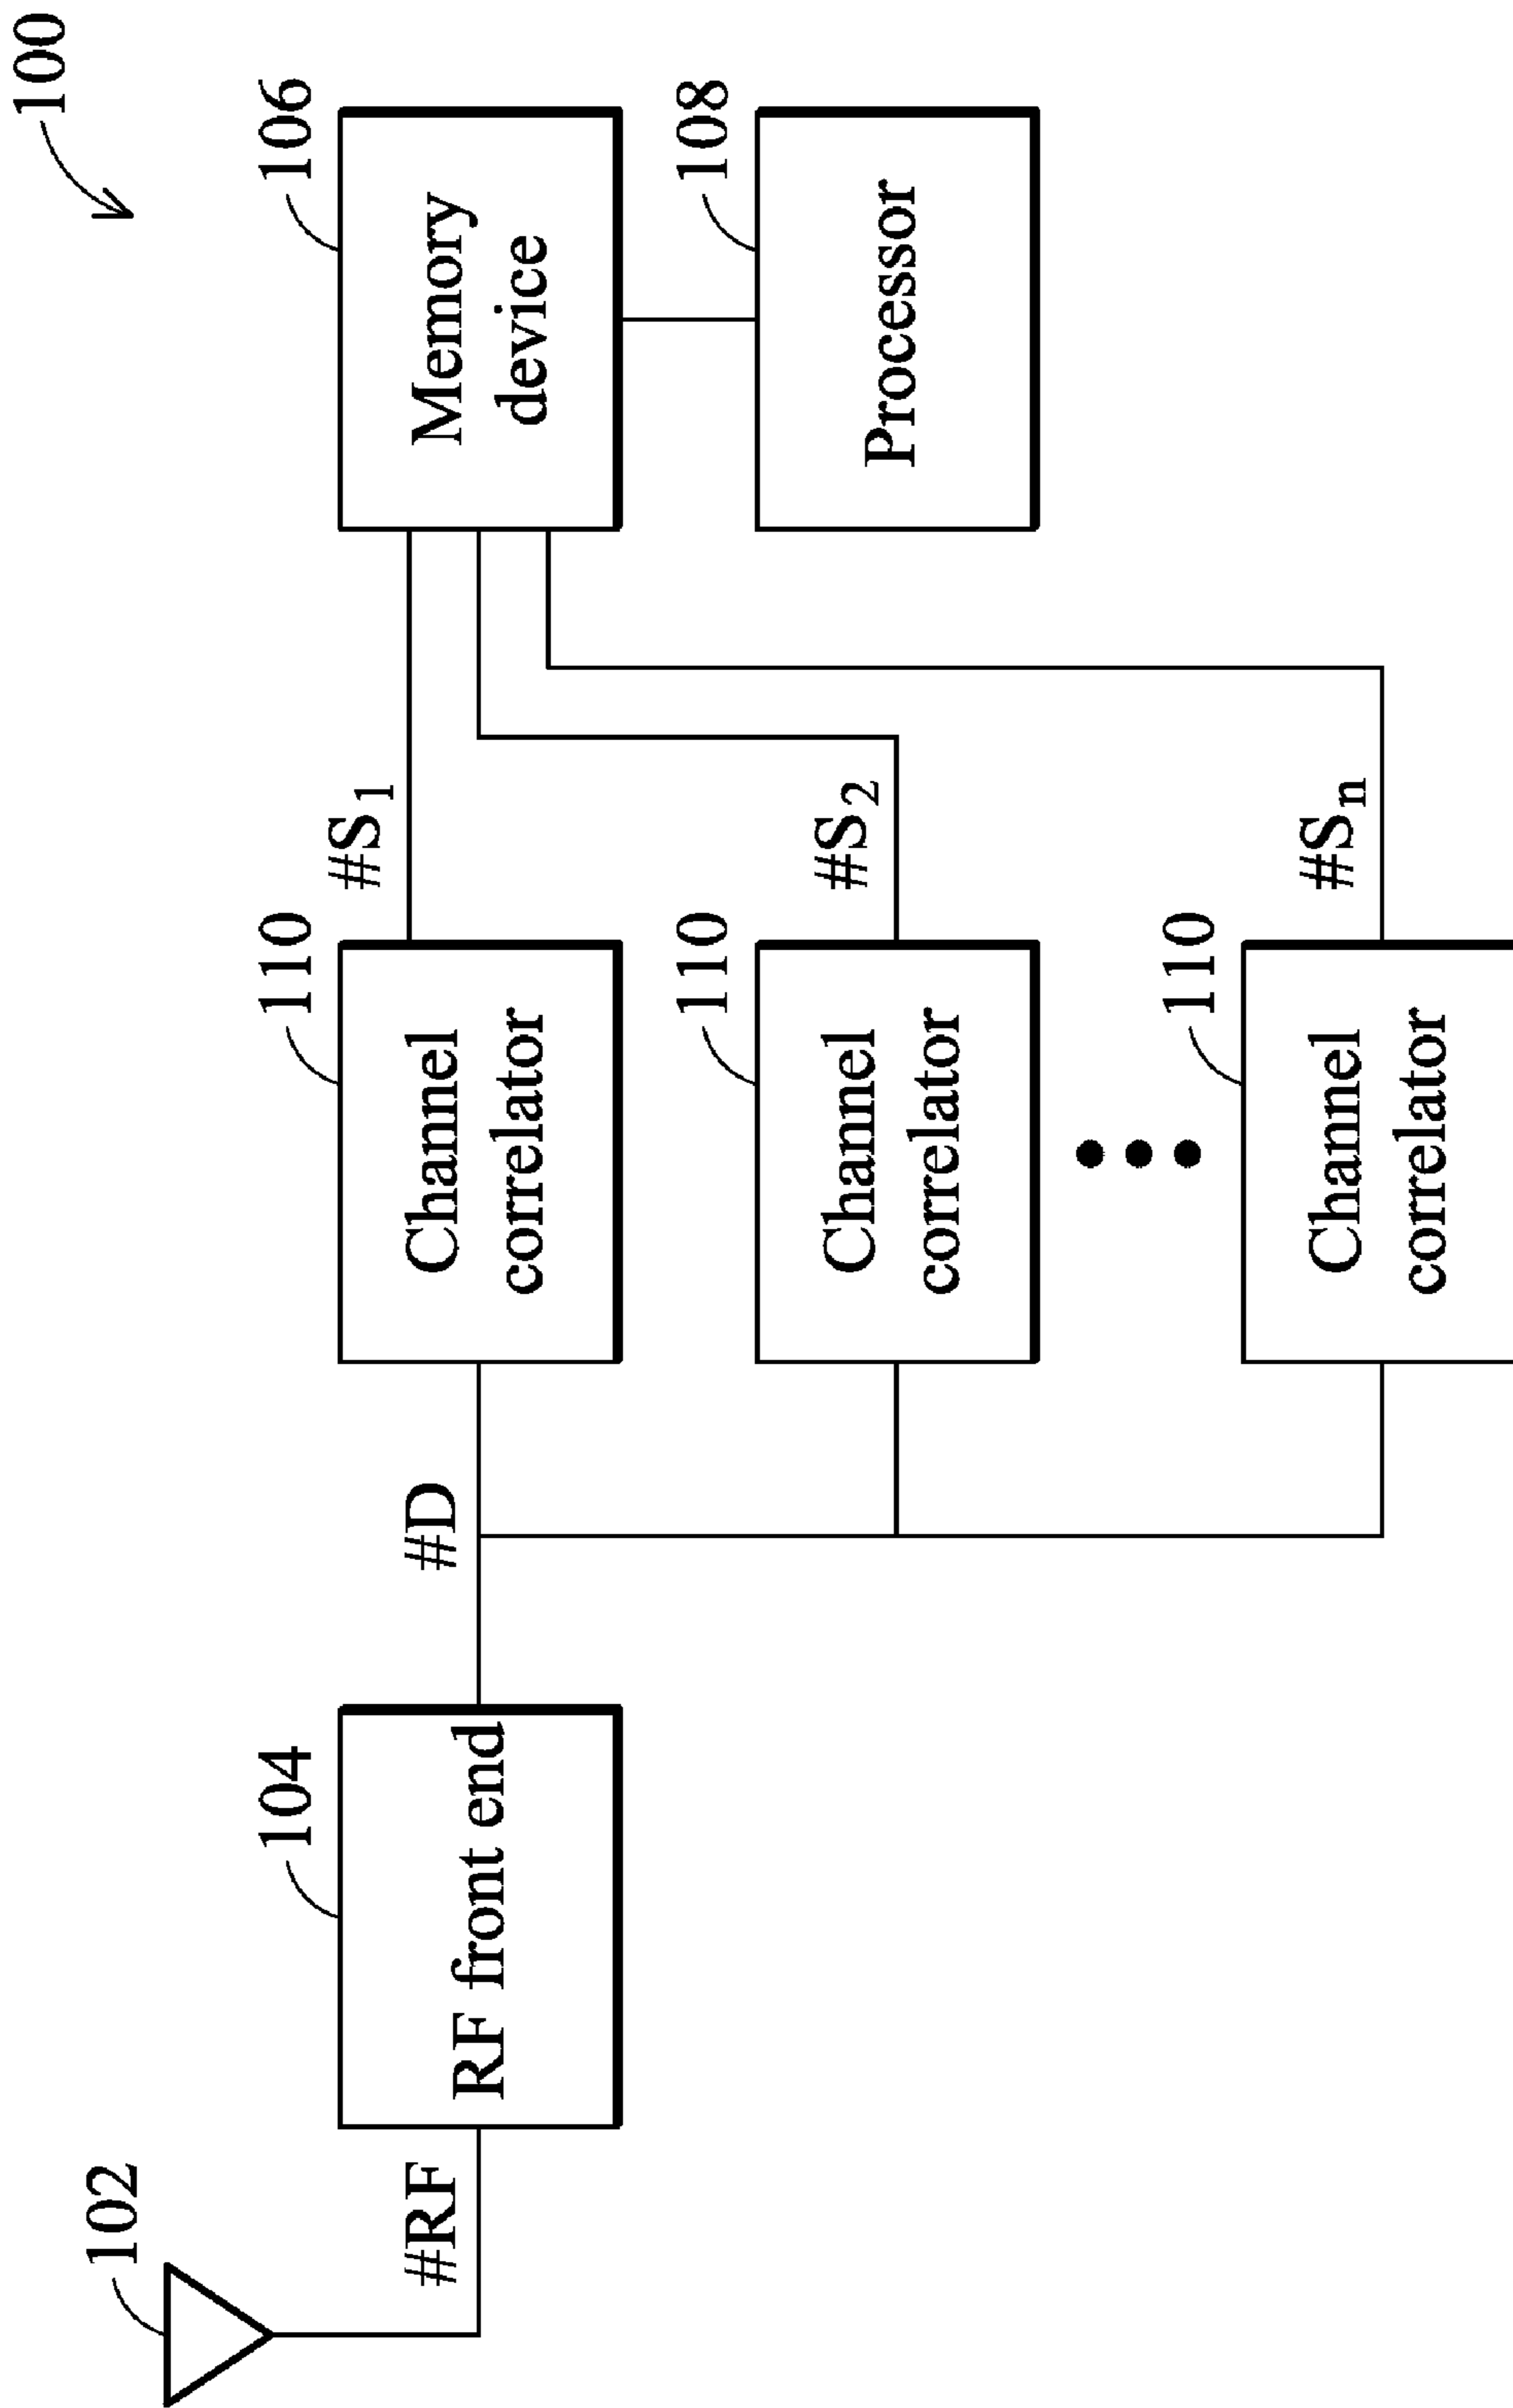 100
102
#RF
104
RF front end
#D
110
Channel
correlator
#S1
106
Memory
device
110
Channel
correlator
#S2
108
Processor
110
Channel
correlator
#Sn